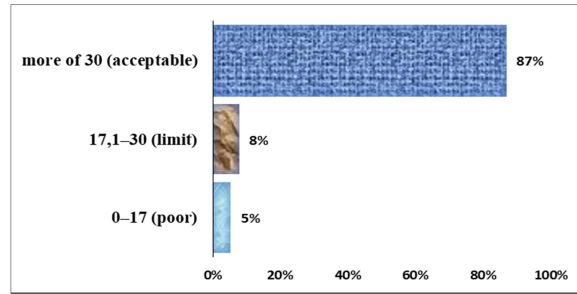 more of 30 (acceptable)
87%
17,1–30 (limit)
8%
0–17 (poor)
5%
0% 20% 40% 60% 80% 100%